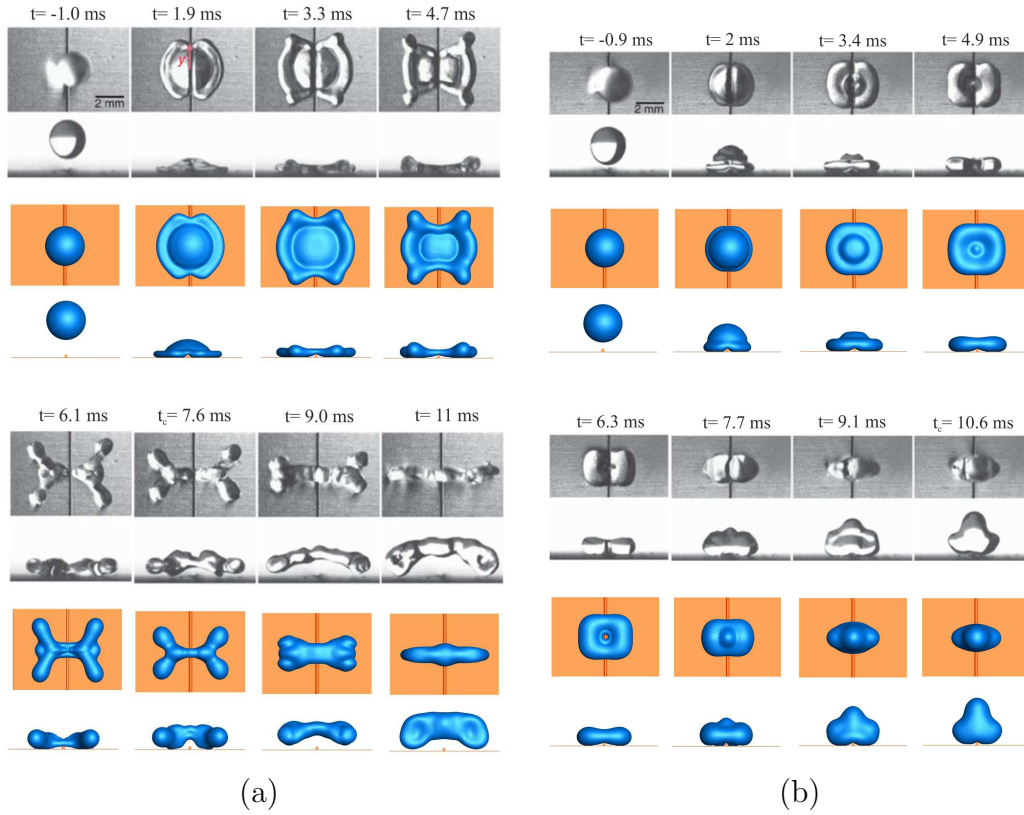 t= -1.0 ms t= 1.9 ms t= 3.3 ms t= 4.7 ms
y
2 mm
t= 6.1 ms t_c= 7.6 ms t= 9.0 ms t= 11 ms
(a)
t= -0.9 ms t= 2 ms t= 3.4 ms t= 4.9 ms
2 mm
t= 6.3 ms t= 7.7 ms t= 9.1 ms t_c= 10.6 ms
(b)